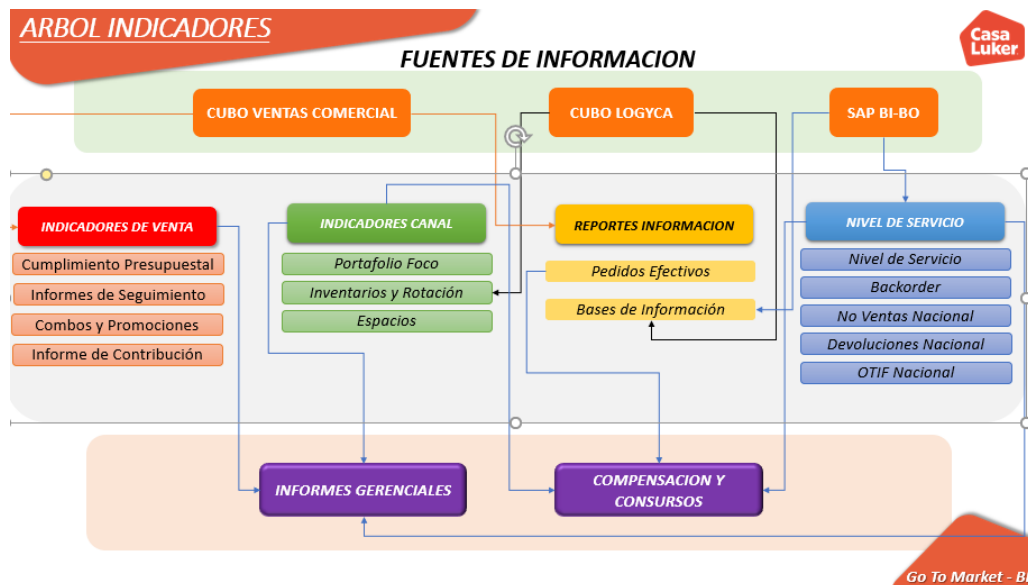 ARBOL INDICADORES
Casa
Luker
FUENTES DE INFORMACION
CUBO VENTAS COMERCIAL
CUBO LOGYCA
SAP BI-BO
INDICADORES DE VENTA
INDICADORES CANAL
REPORTES INFORMACION
NIVEL DE SERVICIO
Cumplimiento Presupuestal
Informes de Seguimiento
Combos y Promociones
Informe de Contribución
Portafolio Foco
Inventarios y Rotación
Espacios
Pedidos Efectivos
Bases de Información
Nivel de Servicio
Backorder
No Ventas Nacional
Devoluciones Nacional
OTIF Nacional
INFORMES GERENCIALES
COMPENSACION Y
CONSURSOS
Go To Market - B